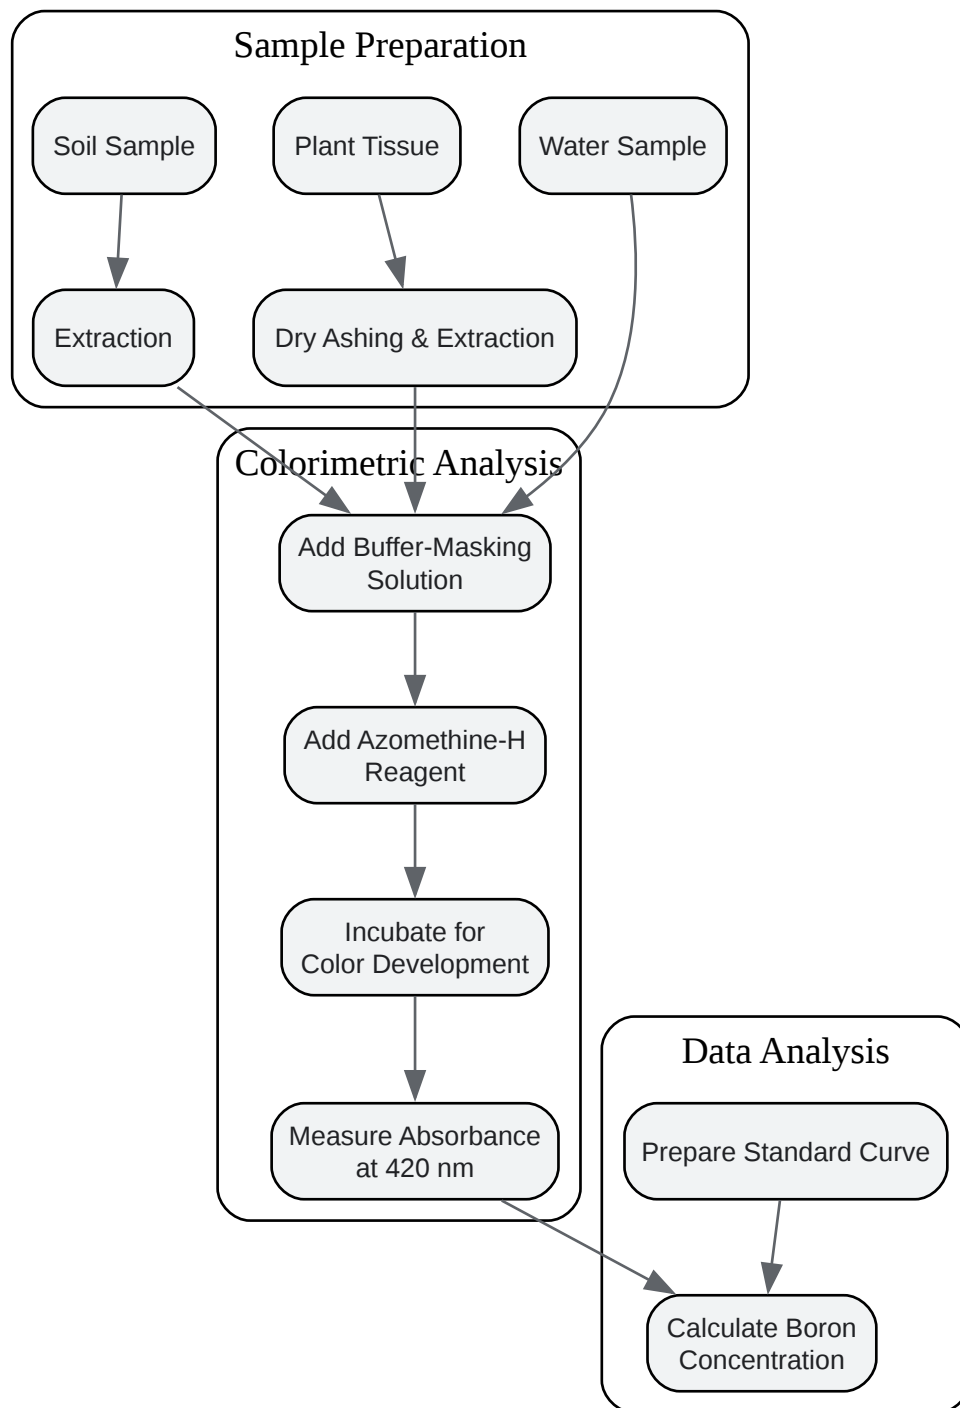 Sample Preparation
Soil Sample
Plant Tissue
Water Sample
Extraction
Dry Ashing & Extraction
Colorimetric Analysis
Add Buffer-Masking
Solution
Add Azomethine-H
Reagent
Incubate for
Color Development
Measure Absorbance
at 420 nm
Data Analysis
Prepare Standard Curve
Calculate Boron
Concentration